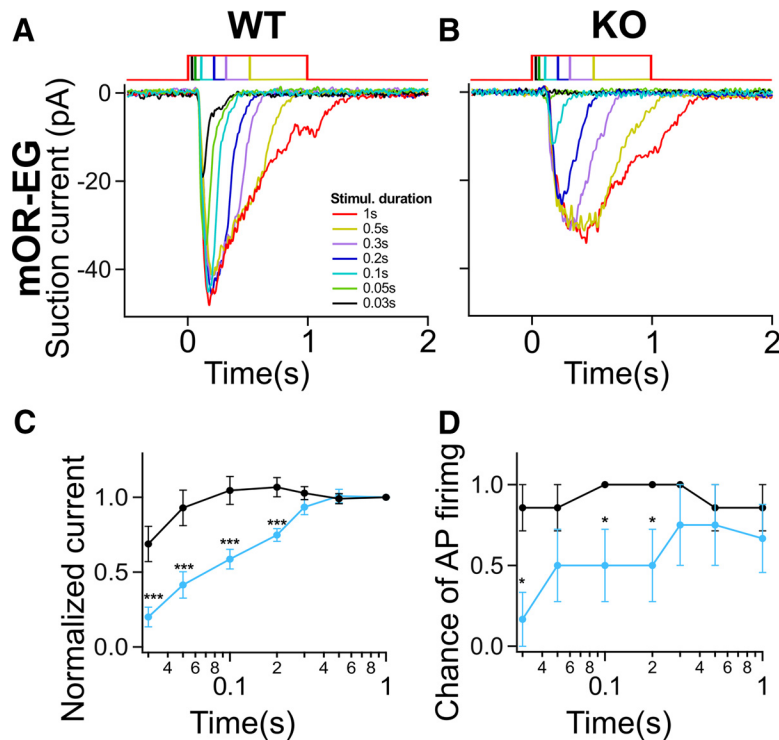 A WT B KO
mOR-EG
Suction current (pA)
0
-20
-40
Stimul. duration
1s
0.5s
0.3s
0.2s
0.1s
0.05s
0.03s
0 1 2
Time(s)
0 1 2
Time(s)
C
Normalized current
1.0
0.5
0.0
*** *** *** ***
4 6 8 2 4 6 8
0.1 1
Time(s)
D
Chance of AP firimg
1.0
0.5
0.0
* * *
4 6 8 2 4 6 8
0.1 1
Time(s)